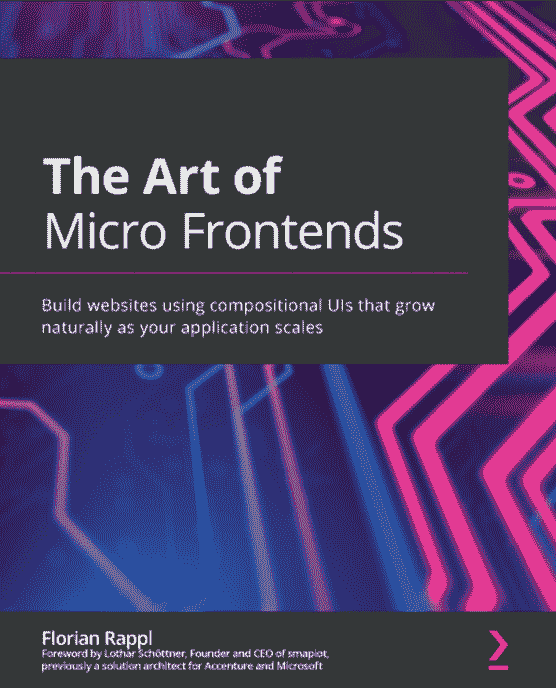 The Art of
Micro Frontends
Build websites using compositional UIs that grow
naturally as your application scales
Florian Rappl
Foreword by Lothar Schöttner, Founder and CEO of smapiot,
previously a solution architect for Accenture and Microsoft